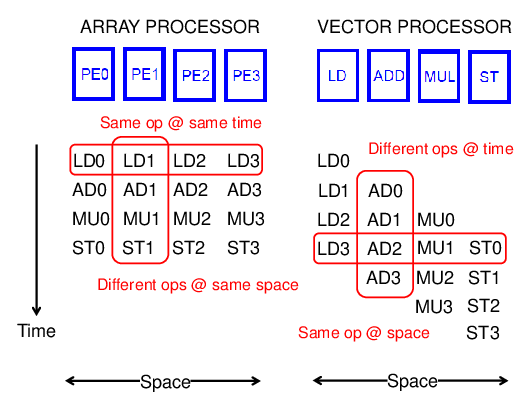 ARRAY PROCESSOR
PE0 PE1 PE2 PE3
Same op @ same time
LD0 LD1 LD2 LD3
AD0 AD1 AD2 AD3
MU0 MU1 MU2 MU3
ST0 ST1 ST2 ST3
Different ops @ same space
Time
Space
VECTOR PROCESSOR
LD ADD MUL ST
Different ops @ time
LD0
LD1 AD0
LD2 AD1 MU0
LD3 AD2 MU1 ST0
AD3 MU2 ST1
MU3 ST2
Same op @ space
ST3
Space